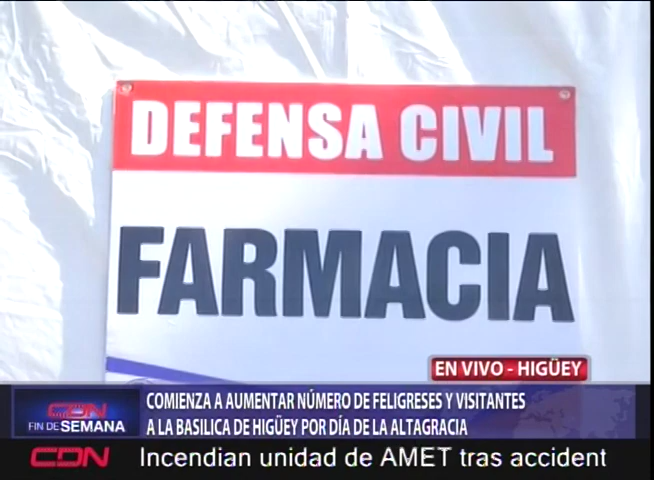 DEFENSA CIVIL
FARMACIA
EN VIVO - HIGÜEY
CDN
FIN DE SEMANA
COMIENZA A AUMENTAR NÚMERO DE FELIGRESES Y VISITANTES
A LA BASILICA DE HIGÜEY POR DÍA DE LA ALTAGRACIA
CDN
Incendian unidad de AMET tras accident